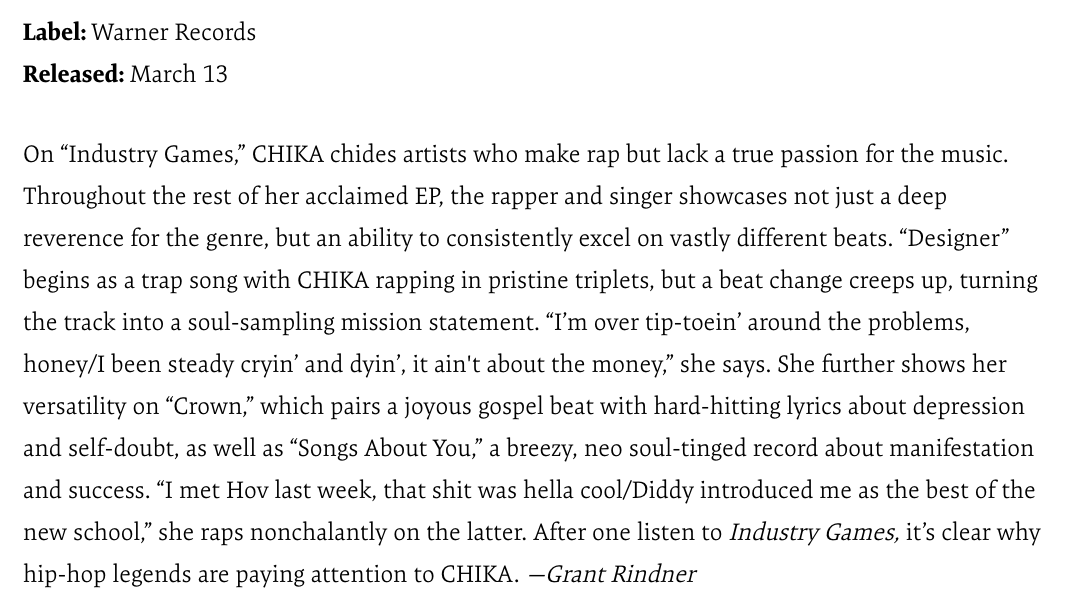 Label: Warner Records
Released: March 13
On “Industry Games,” CHIKA chides artists who make rap but lack a true passion for the music.
Throughout the rest of her acclaimed EP, the rapper and singer showcases not just a deep
reverence for the genre, but an ability to consistently excel on vastly different beats. “Designer”
begins as a trap song with CHIKA rapping in pristine triplets, but a beat change creeps up, turning
the track into a soul-sampling mission statement. “I’m over tip-toein’ around the problems,
honey/I been steady cryin’ and dyin’, it ain't about the money,” she says. She further shows her
versatility on “Crown,” which pairs a joyous gospel beat with hard-hitting lyrics about depression
and self-doubt, as well as “Songs About You,” a breezy, neo soul-tinged record about manifestation
and success. “I met Hov last week, that shit was hella cool/Diddy introduced me as the best of the
new school,” she raps nonchalantly on the latter. After one listen to Industry Games, it’s clear why
hip-hop legends are paying attention to CHIKA. —Grant Rindner